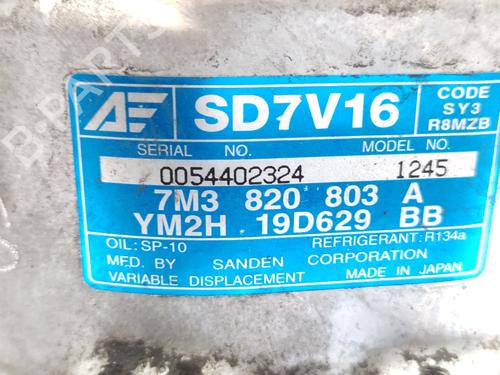 AE SD7V16 CODE
SY3
R8MZB
SERIAL NO. MODEL NO.
0054402324 1245
7M3 820 803 A
YM2H 19D629 BB
OIL:SP-10 REFRIGERANT:R134a
MFD. BY SANDEN CORPORATION
VARIABLE DISPLACEMENT MADE IN JAPAN